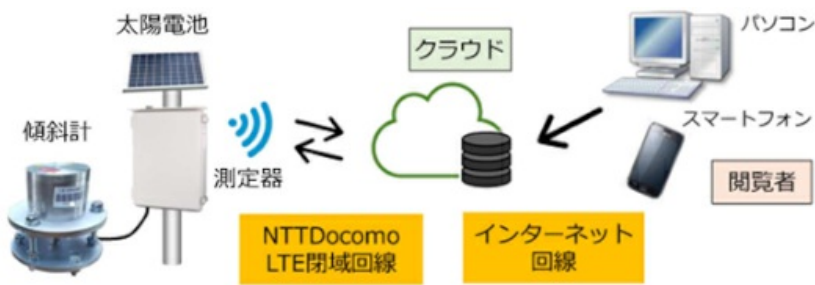 太陽電池
傾斜計
測定器
クラウド
パソコン
スマートフォン
閲覧者
NTTDocomo
LTE閉域回線
インターネット
回線